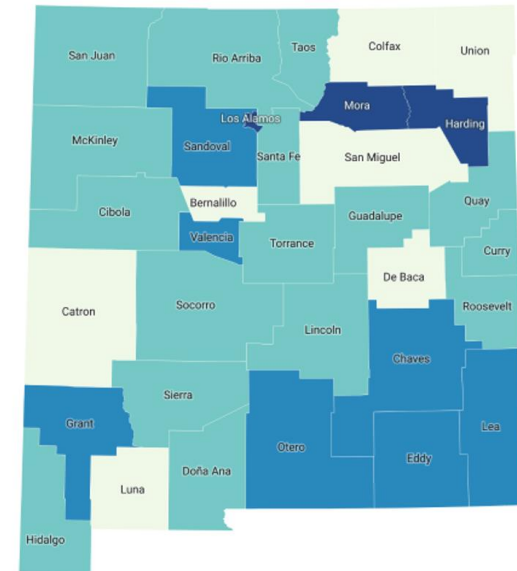 Colfax
Union
Taos
San Juan
Rio Arriba
Mora
Los Alamos
Harding
McKinley
Sandoval
Santa Fe
San Miguel
Quay
Bernalillo
Cibola
Guadalupe
Valencia
Torrance
Curry
De Baca
Socorro
Roosevelt
Catron
Lincoln
Chaves
Sierra
Grant
Lea
Otero
Eddy
Doña Ana
Luna
Hidalgo